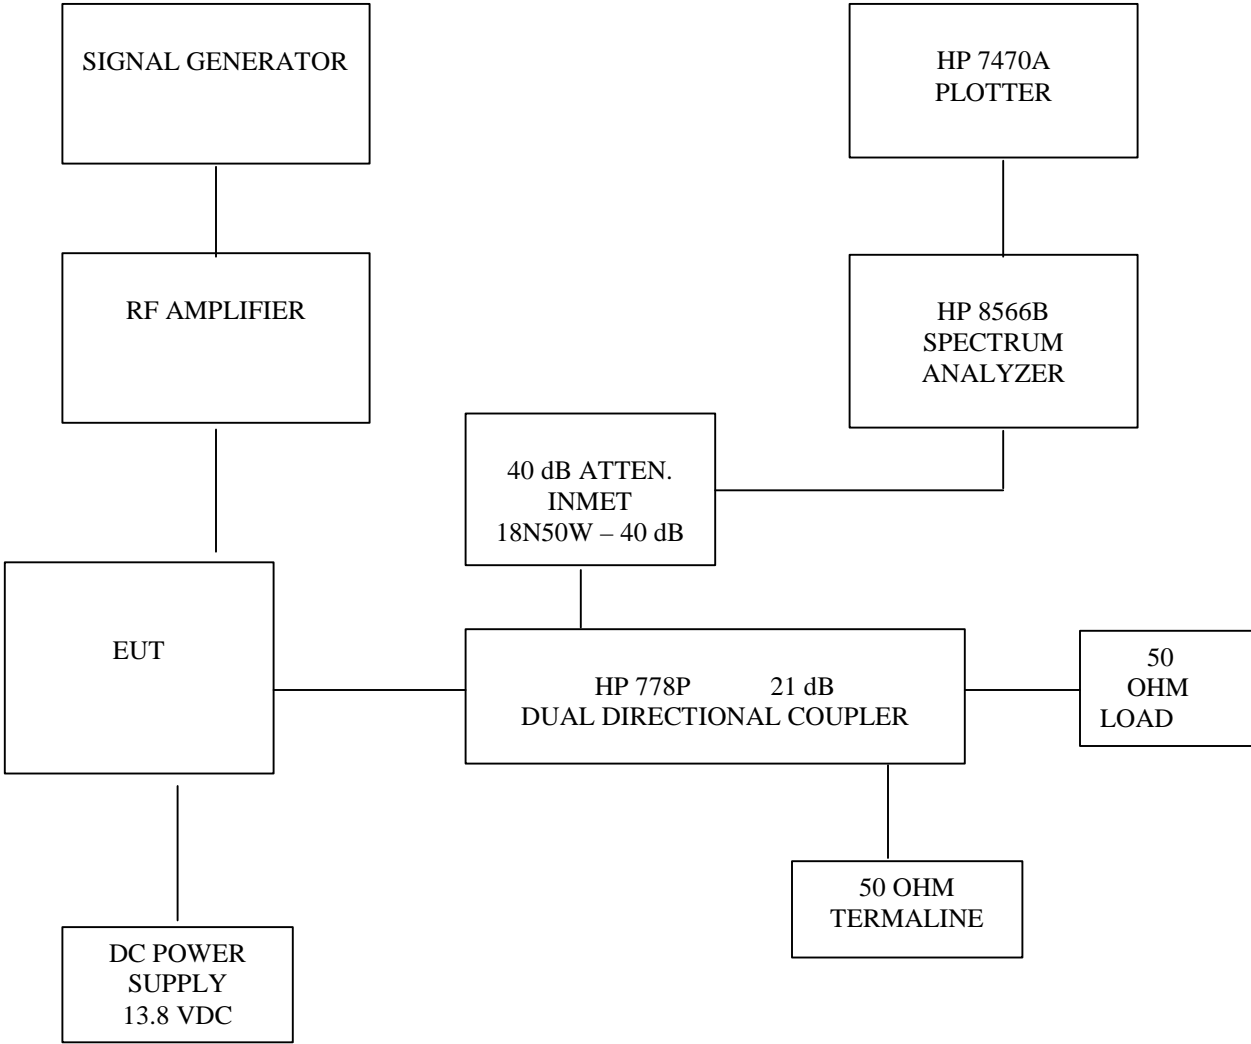 SIGNAL GENERATOR
HP 7470A
PLOTTER
RF AMPLIFIER
HP 8566B
SPECTRUM
ANALYZER
40 dB ATTEN.
INMET
18N50W – 40 dB
EUT
HP 778P 21 dB
DUAL DIRECTIONAL COUPLER
50
OHM
LOAD
50 OHM
TERMALINE
DC POWER
SUPPLY
13.8 VDC